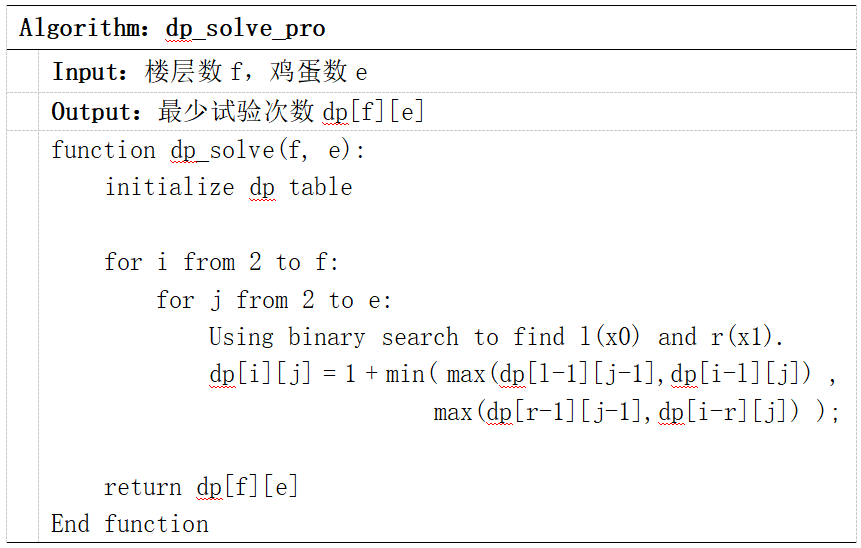 Algorithm: dp_solve_pro
Input: 楼层数 f，鸡蛋数 e
Output: 最少试验次数 dp[f][e]
function dp_solve(f, e):
initialize dp table
for i from 2 to f:
for j from 2 to e:
Using binary search to find l(x0) and r(x1).
dp[i][j] = 1 + min( max(dp[l-1][j-1],dp[i-l][j]) ,
max(dp[r-1][j-1],dp[i-r][j]) );
return dp[f][e]
End function